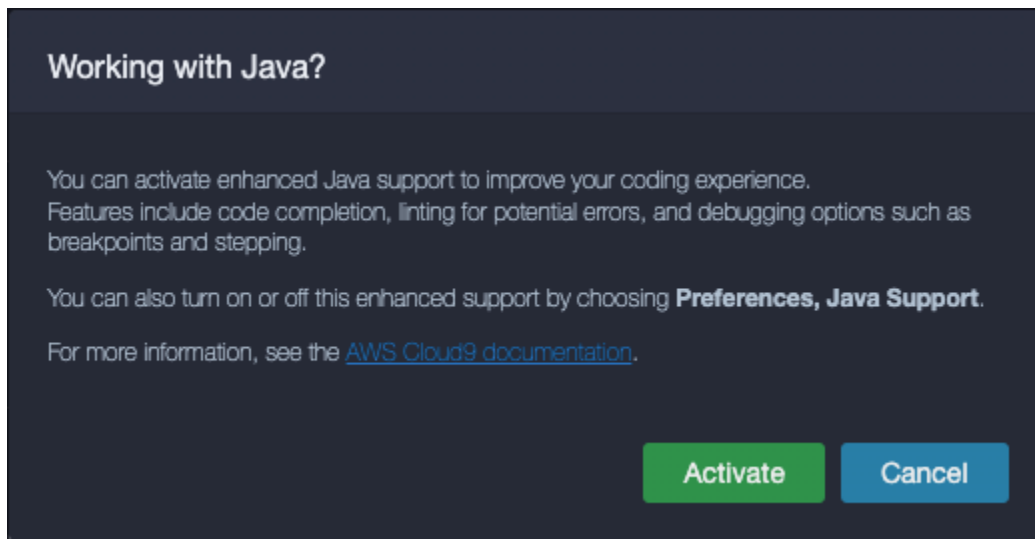 Working with Java?
You can activate enhanced Java support to improve your coding experience.
Features include code completion, linting for potential errors, and debugging options such as
breakpoints and stepping.
You can also turn on or off this enhanced support by choosing Preferences, Java Support.
For more information, see the AWS Cloud9 documentation.
Activate
Cancel